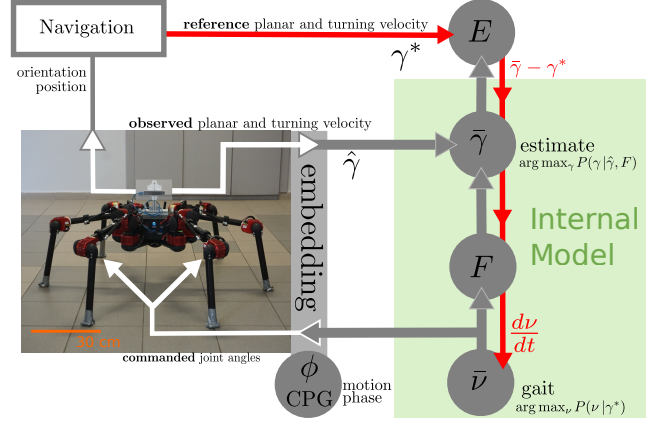 Navigation
reference planar and turning velocity
γ*
E
orientation
position
γ̄ − γ*
observed planar and turning velocity
γ̂
γ̄
estimate
arg max_γ P(γ|γ̂, F)
embedding
Internal
Model
F
30 cm
dν/dt
commanded joint angles
ϕ
CPG
motion
phase
ν̄
gait
arg max_ν P(ν|γ*)